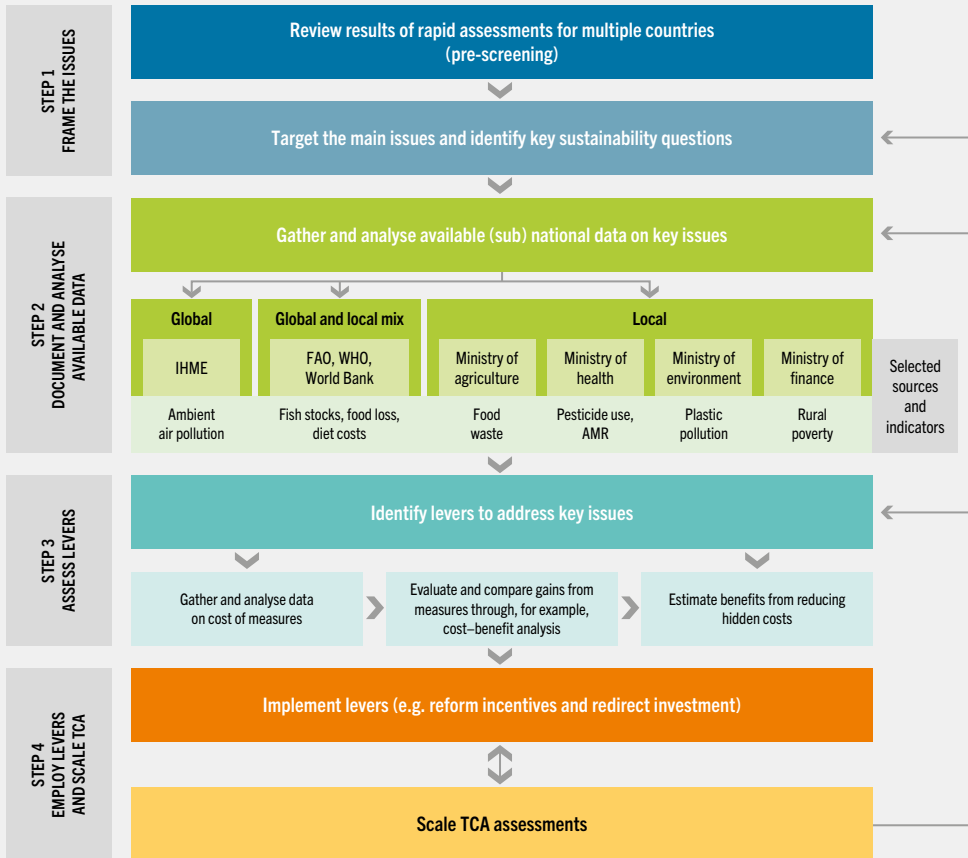 STEP 1
FRAME THE ISSUES
Review results of rapid assessments for multiple countries
(pre-screening)
Target the main issues and identify key sustainability questions
STEP 2
DOCUMENT AND ANALYSE
AVAILABLE DATA
Gather and analyse available (sub) national data on key issues
Global
IHME
Ambient
air pollution
Global and local mix
FAO, WHO,
World Bank
Fish stocks, food loss,
diet costs
Local
Ministry of
agriculture
Food
waste
Ministry of
health
Pesticide use,
AMR
Ministry of
environment
Plastic
pollution
Ministry of
finance
Rural
poverty
Selected
sources
and
indicators
STEP 3
ASSESS LEVERS
Identify levers to address key issues
Gather and analyse data
on cost of measures
Evaluate and compare gains from
measures through, for example,
cost–benefit analysis
Estimate benefits from reducing
hidden costs
STEP 4
EMPLOY LEVERS
AND SCALE TCA
Implement levers (e.g. reform incentives and redirect investment)
Scale TCA assessments